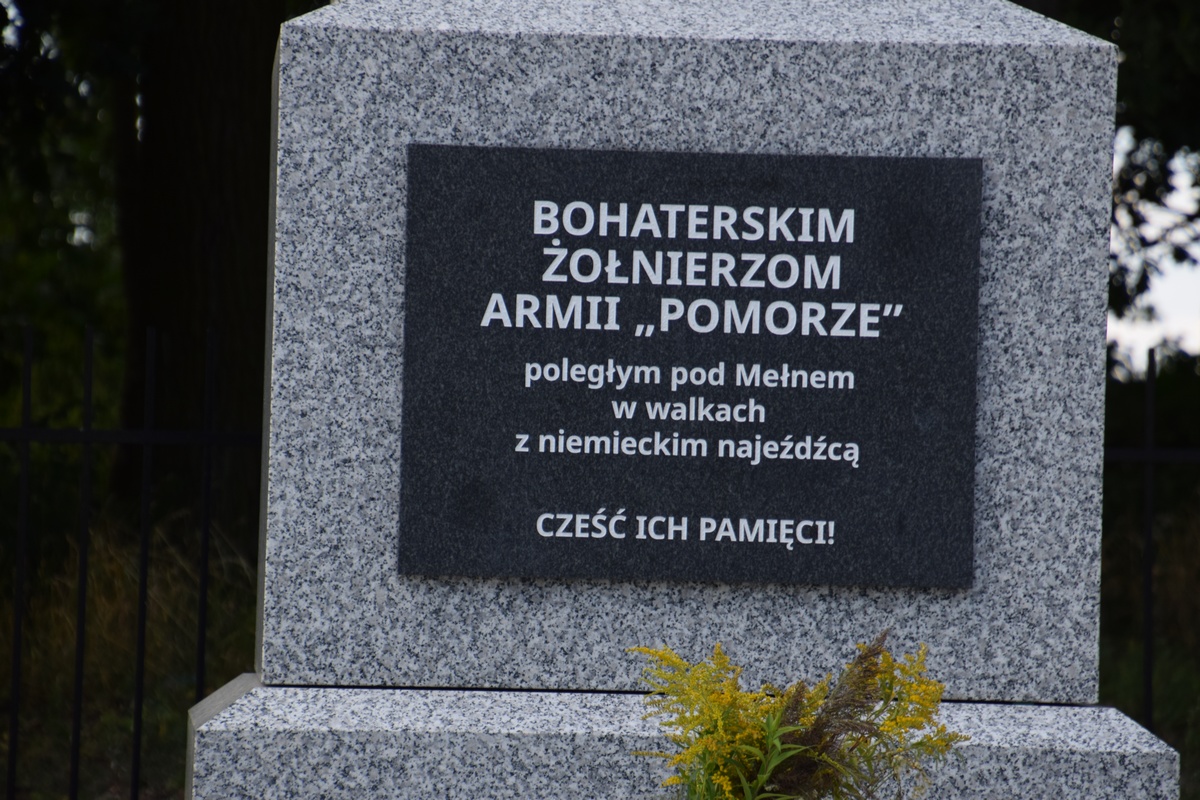 BOHATERSKIM
ŻOŁNIERZOM
ARMII „POMORZE”
poległym pod Mełnem
w walkach
z niemieckim najeźdźcą
CZEŚĆ ICH PAMIĘCI!